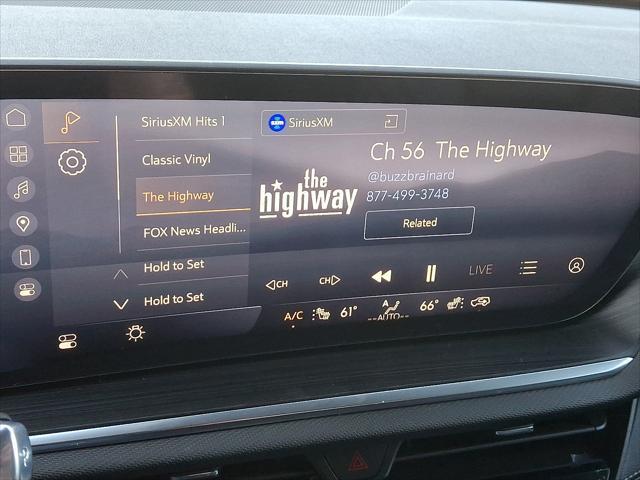 SiriusXM Hits 1
Classic Vinyl
The Highway
FOX News Headli...
Hold to Set
Hold to Set
SiriusXM
Ch 56 The Highway
@buzzbrainard
877-499-3748
the
highway
Related
CH
CH
LIVE
A/C
61°
A
AUTO
66°